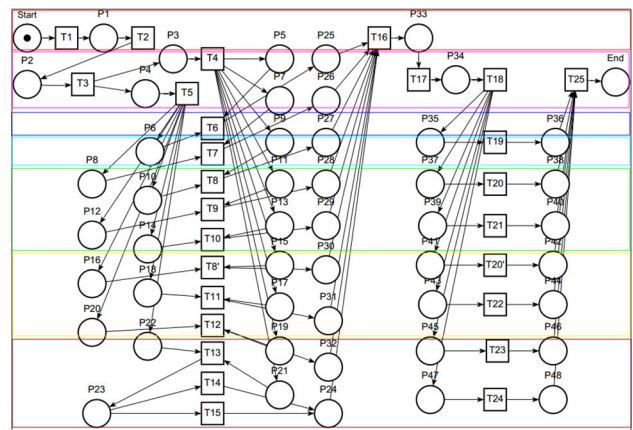 Start
P1
P3
P5
P25
P33
T1
T2
T4
T16
P2
P4
P7
P26
P34
End
T3
T5
T17
T18
T25
P6
P9
P27
P35
P36
T6
T19
P8
T7
P10
P11
P28
P37
P38
T8
T20
P12
P13
P29
P39
P40
T9
P14
T21
T10
P15
P30
P41
P42
P16
T8'
T20'
P18
P17
P31
P43
P44
T11
T22
P20
P22
T12
P19
P32
P45
P46
T13
T23
P23
T14
P21
P24
P47
P48
T15
T24